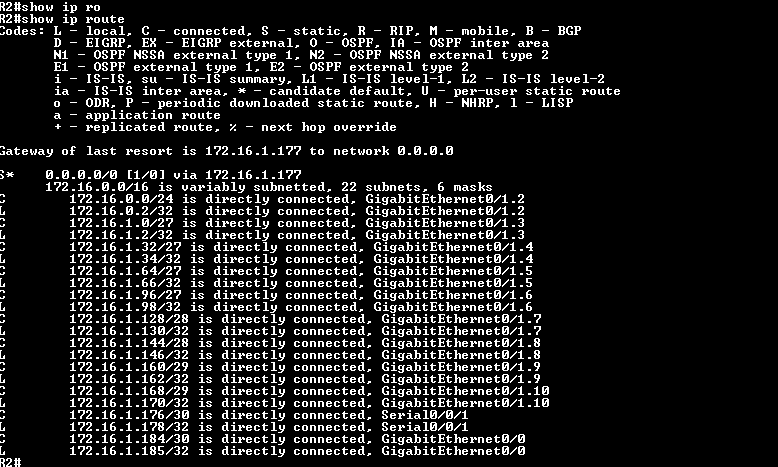 R2#show ip ro
R2#show ip route
Codes: L - local, C - connected, S - static, R - RIP, M - mobile, B - BGP
D - EIGRP, EX - EIGRP external, O - OSPF, IA - OSPF inter area
N1 - OSPF NSSA external type 1, N2 - OSPF NSSA external type 2
E1 - OSPF external type 1, E2 - OSPF external type 2
i - IS-IS, su - IS-IS summary, L1 - IS-IS level-1, L2 - IS-IS level-2
ia - IS-IS inter area, * - candidate default, U - per-user static route
o - ODR, P - periodic downloaded static route, H - NHRP, l - LISP
a - application route
+ - replicated route, % - next hop override
Gateway of last resort is 172.16.1.177 to network 0.0.0.0
S* 0.0.0.0/0 [1/0] via 172.16.1.177
172.16.0.0/16 is variably subnetted, 22 subnets, 6 masks
C 172.16.0.0/24 is directly connected, GigabitEthernet0/1.2
L 172.16.0.2/32 is directly connected, GigabitEthernet0/1.2
C 172.16.1.0/27 is directly connected, GigabitEthernet0/1.3
L 172.16.1.2/32 is directly connected, GigabitEthernet0/1.3
C 172.16.1.32/27 is directly connected, GigabitEthernet0/1.4
L 172.16.1.34/32 is directly connected, GigabitEthernet0/1.4
C 172.16.1.64/27 is directly connected, GigabitEthernet0/1.5
L 172.16.1.66/32 is directly connected, GigabitEthernet0/1.5
C 172.16.1.96/27 is directly connected, GigabitEthernet0/1.6
L 172.16.1.98/32 is directly connected, GigabitEthernet0/1.6
C 172.16.1.128/28 is directly connected, GigabitEthernet0/1.7
L 172.16.1.130/32 is directly connected, GigabitEthernet0/1.7
C 172.16.1.144/28 is directly connected, GigabitEthernet0/1.8
L 172.16.1.146/32 is directly connected, GigabitEthernet0/1.8
C 172.16.1.160/29 is directly connected, GigabitEthernet0/1.9
L 172.16.1.162/32 is directly connected, GigabitEthernet0/1.9
C 172.16.1.168/29 is directly connected, GigabitEthernet0/1.10
L 172.16.1.170/32 is directly connected, GigabitEthernet0/1.10
C 172.16.1.176/30 is directly connected, Serial0/0/1
L 172.16.1.178/32 is directly connected, Serial0/0/1
C 172.16.1.184/30 is directly connected, GigabitEthernet0/0
L 172.16.1.185/32 is directly connected, GigabitEthernet0/0
R2#